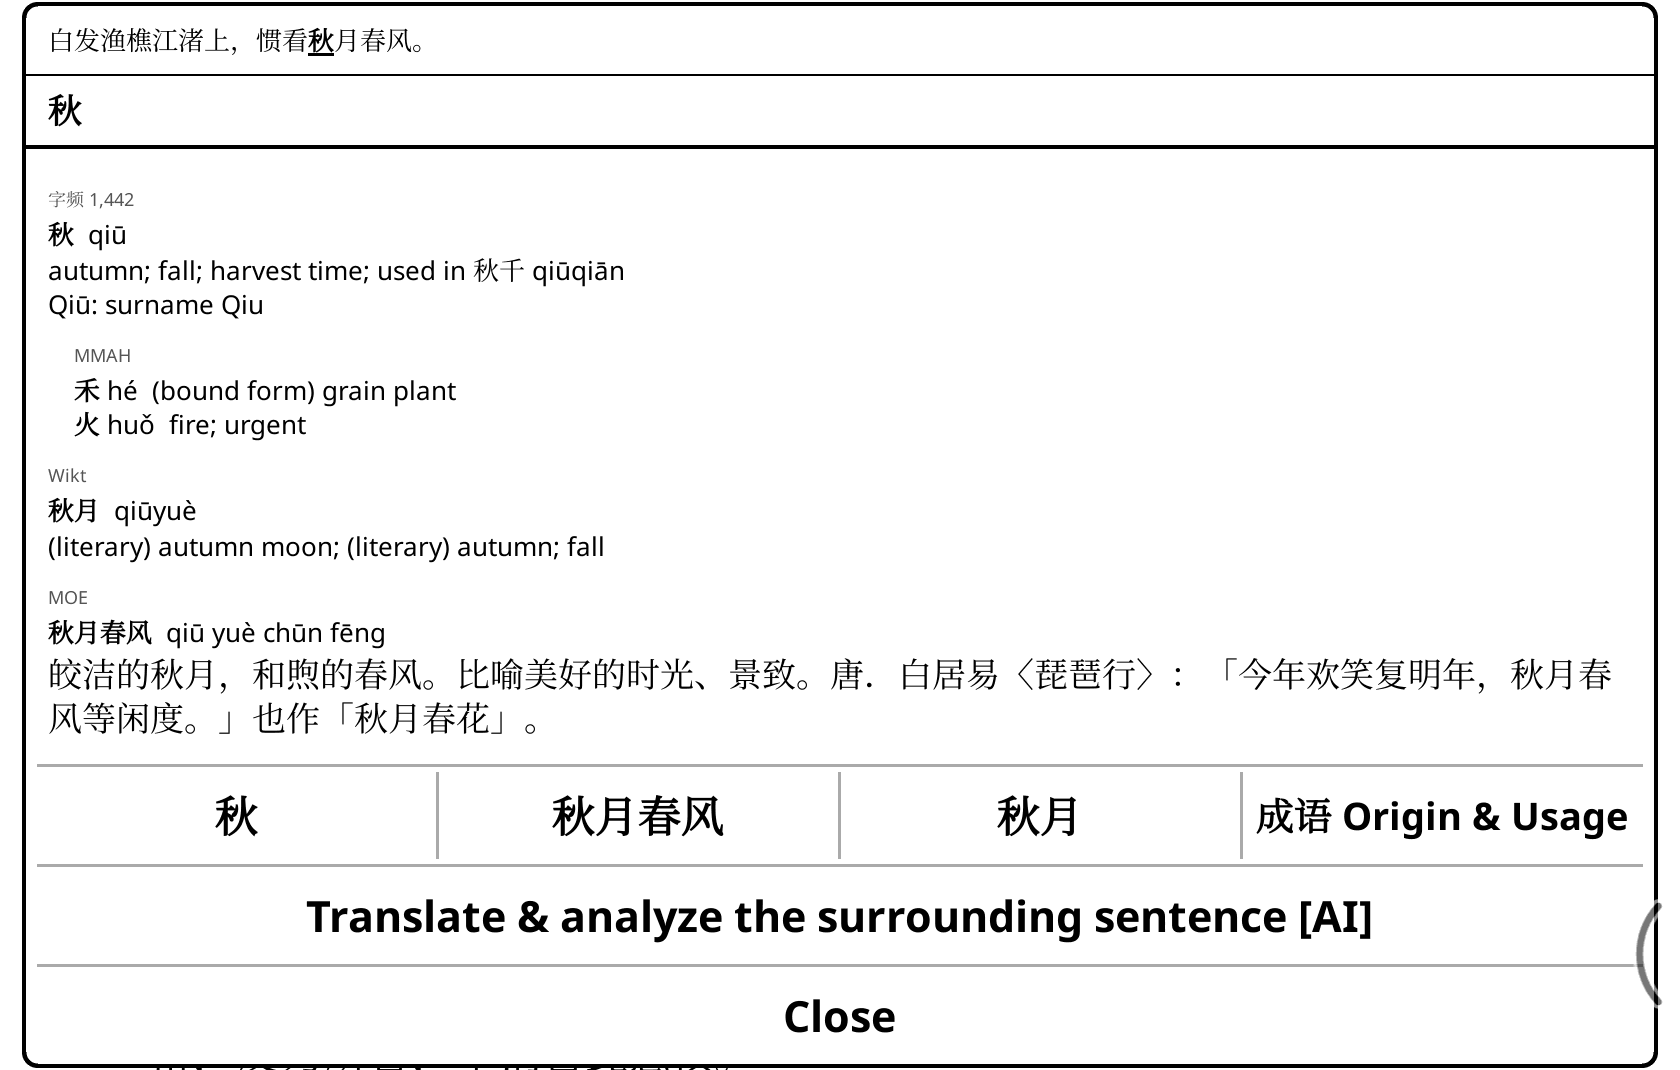 白发渔樵江渚上，惯看秋月春风。
秋
字频 1,442
秋 qiū
autumn; fall; harvest time; used in 秋千 qiūqiān
Qiū: surname Qiu
MMAH
禾 hé (bound form) grain plant
火 huǒ fire; urgent
Wikt
秋月 qiūyuè
(literary) autumn moon; (literary) autumn; fall
MOE
秋月春风 qiū yuè chūn fēng
皎洁的秋月，和煦的春风。比喻美好的时光、景致。唐．白居易〈琵琶行〉：「今年欢笑复明年，秋月春
风等闲度。」也作「秋月春花」。
秋 秋月春风 秋月 成语 Origin & Usage
Translate & analyze the surrounding sentence [AI]
Close